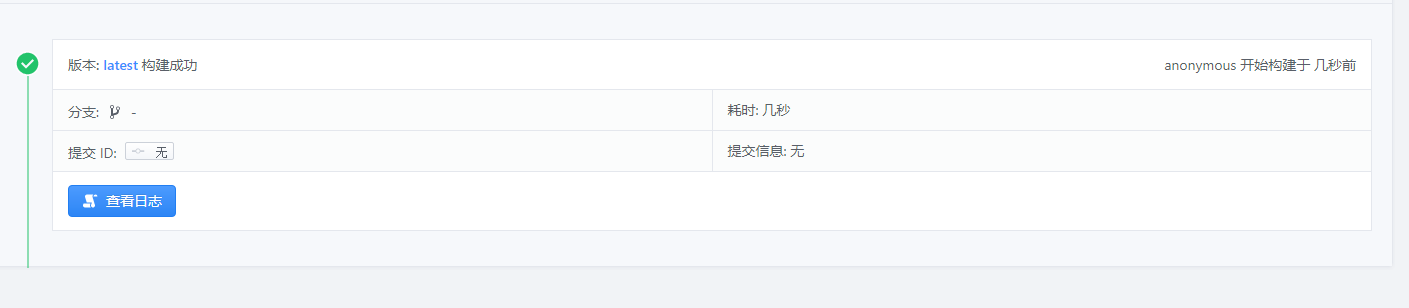 版本: latest 构建成功
anonymous 开始构建于 几秒前
分支: -
耗时: 几秒
提交 ID: 无
提交信息: 无
查看日志